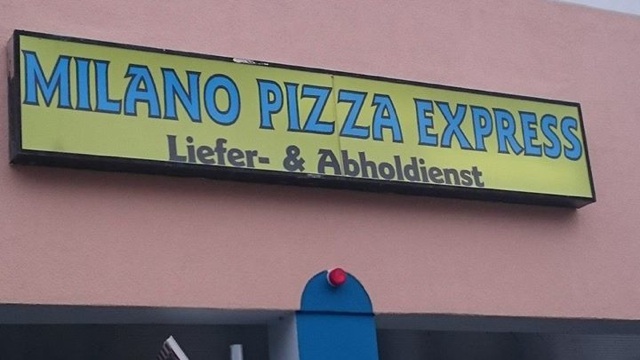 MILANO PIZZA EXPRESS
Liefer- & Abholdienst